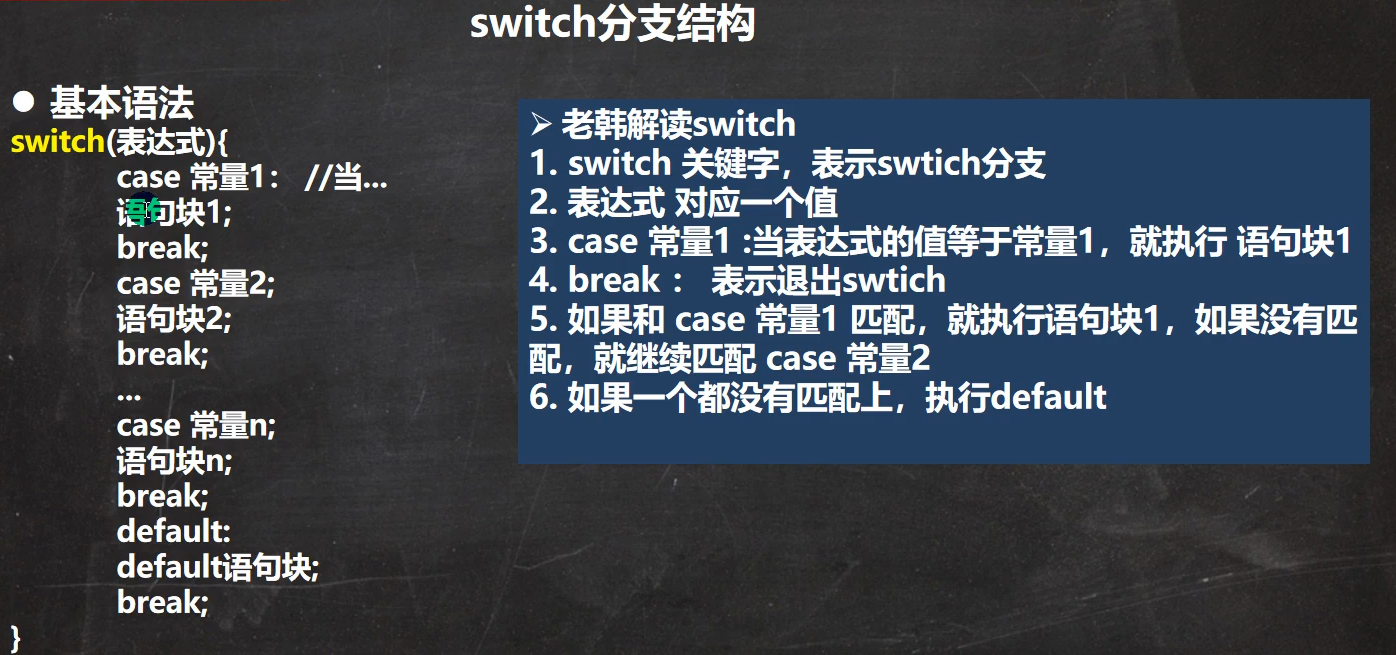 switch分支结构
● 基本语法
switch(表达式){
case 常量1： //当...
语句块1;
break;
case 常量2;
语句块2;
break;
...
case 常量n;
语句块n;
break;
default:
default语句块;
break;
}
➢ 老韩解读switch
1. switch 关键字，表示swtich分支
2. 表达式 对应一个值
3. case 常量1 :当表达式的值等于常量1，就执行 语句块1
4. break ： 表示退出swtich
5. 如果和 case 常量1 匹配，就执行语句块1，如果没有匹
配，就继续匹配 case 常量2
6. 如果一个都没有匹配上，执行default